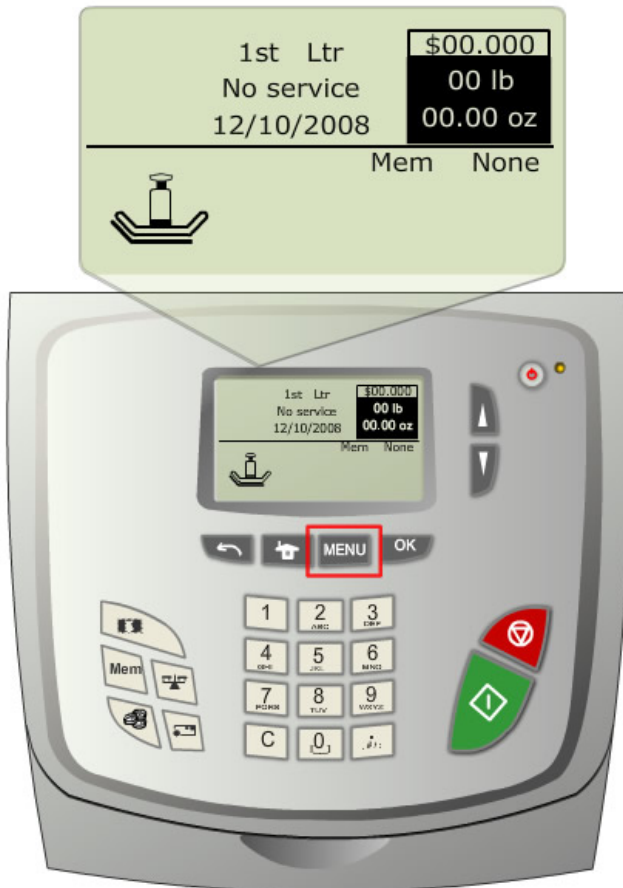 1st Ltr $00.000
No service 00 lb
12/10/2008 00.00 oz
Mem None
1st Ltr $00.000
No service 00 lb
12/10/2008 00.00 oz
Mem None
MENU OK
1 2 ABC 3 DEF
4 GHI 5 JKL 6 MNO
Mem
7 PQRS 8 TUV 9 WXYZ
C 0